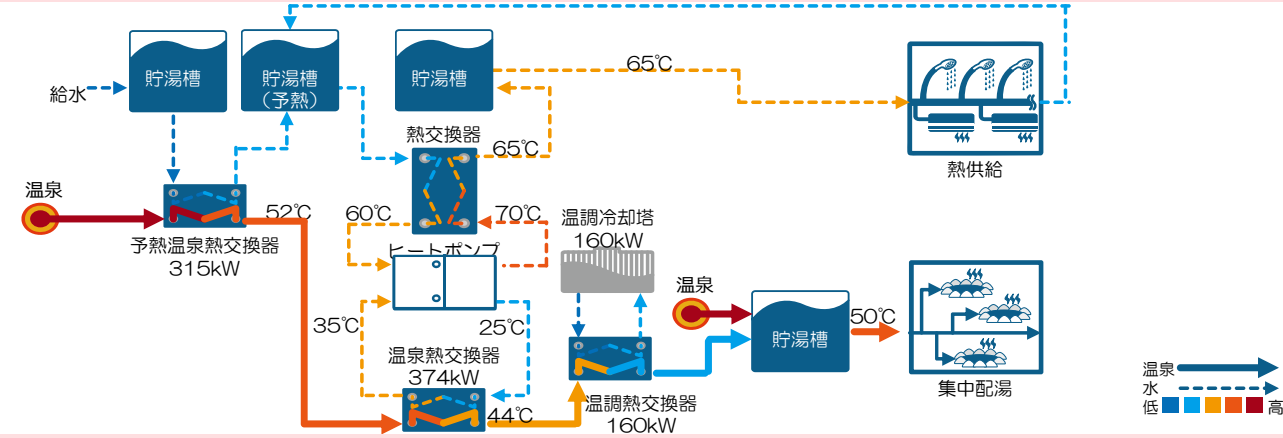 給水
貯湯槽
貯湯槽
（予熱）
貯湯槽
65℃
熱供給
熱交換器
65℃
温泉
52℃
予熱温泉熱交換器
315kW
60℃
70℃
ヒートポンプ
35℃
25℃
温泉熱交換器
374kW
44℃
温調冷却塔
160kW
温調熱交換器
160kW
温泉
貯湯槽
50℃
集中配湯
温泉
水
低
高